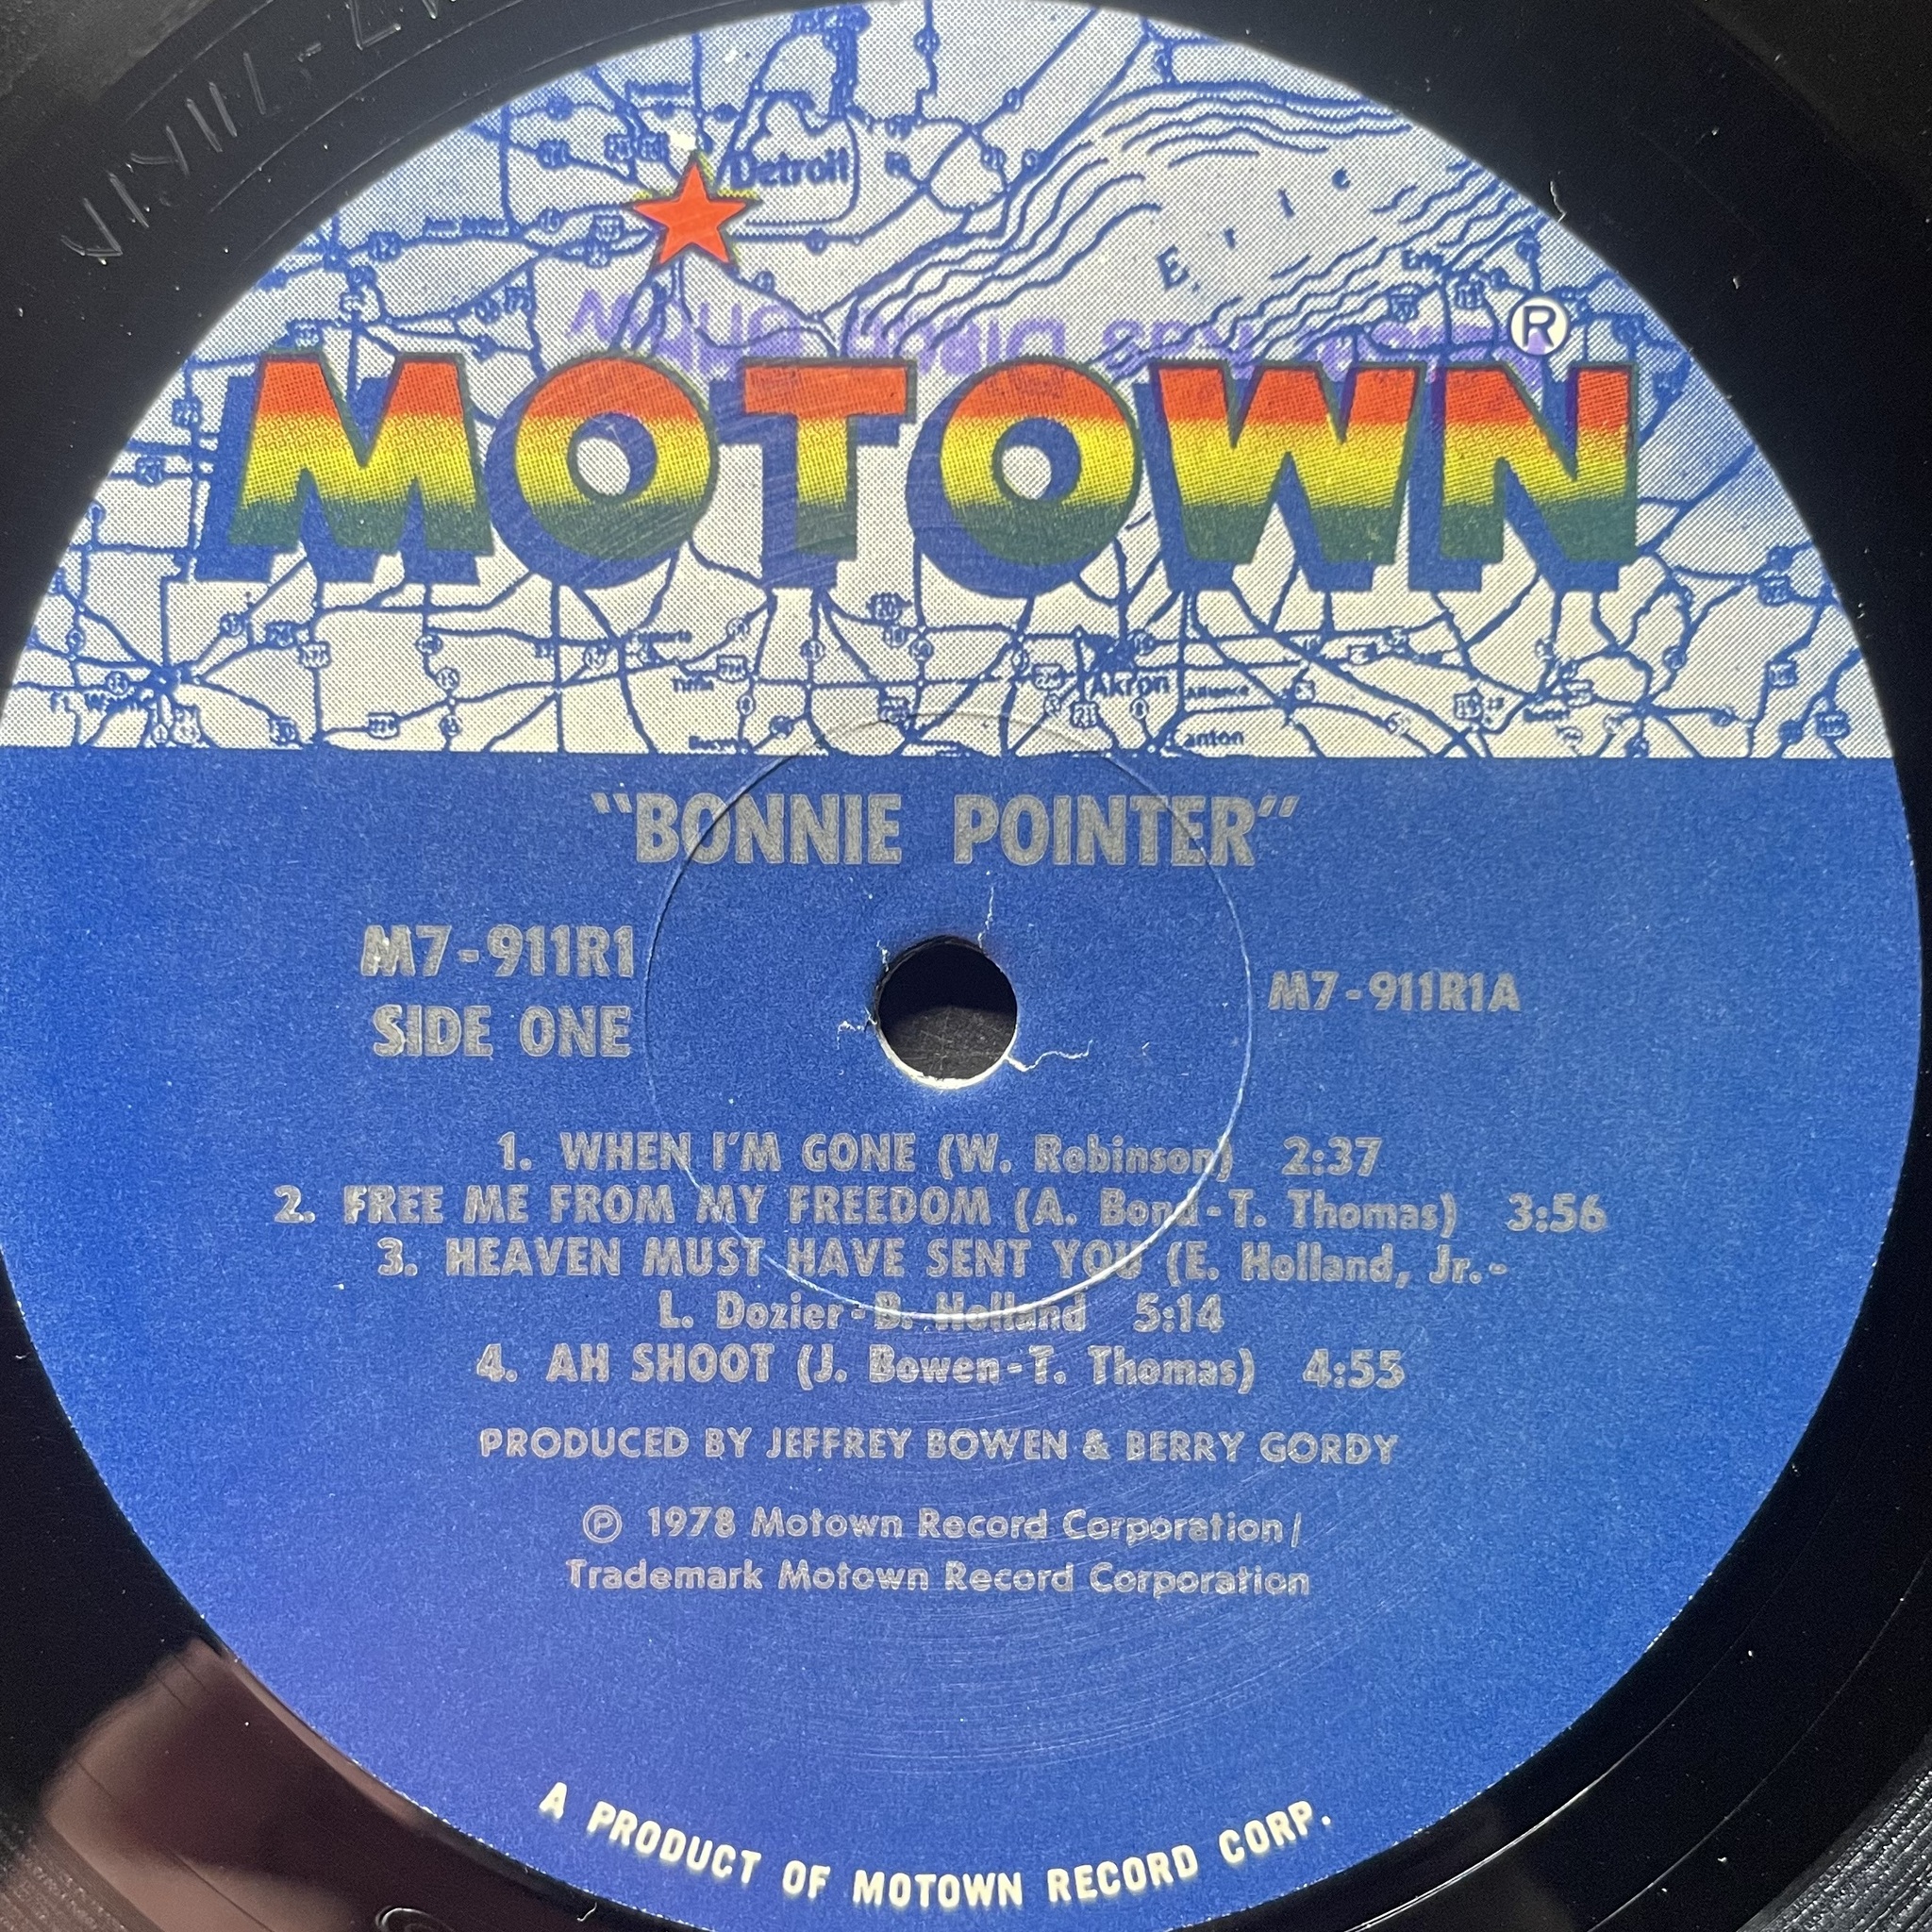 Detroit
E
I
MOTOWN®
Tiffin
Akron
Alliance
Canton
"BONNIE POINTER"
M7-911R1
SIDE ONE
M7-911R1A
1. WHEN I'M GONE (W. Robinson) 2:37
2. FREE ME FROM MY FREEDOM (A. Bond-T. Thomas) 3:56
3. HEAVEN MUST HAVE SENT YOU (E. Holland, Jr.-
L. Dozier-B. Holland 5:14
4. AH SHOOT (J. Bowen-T. Thomas) 4:55
PRODUCED BY JEFFREY BOWEN & BERRY GORDY
℗ 1978 Motown Record Corporation/
Trademark Motown Record Corporation
A PRODUCT OF MOTOWN RECORD CORP.